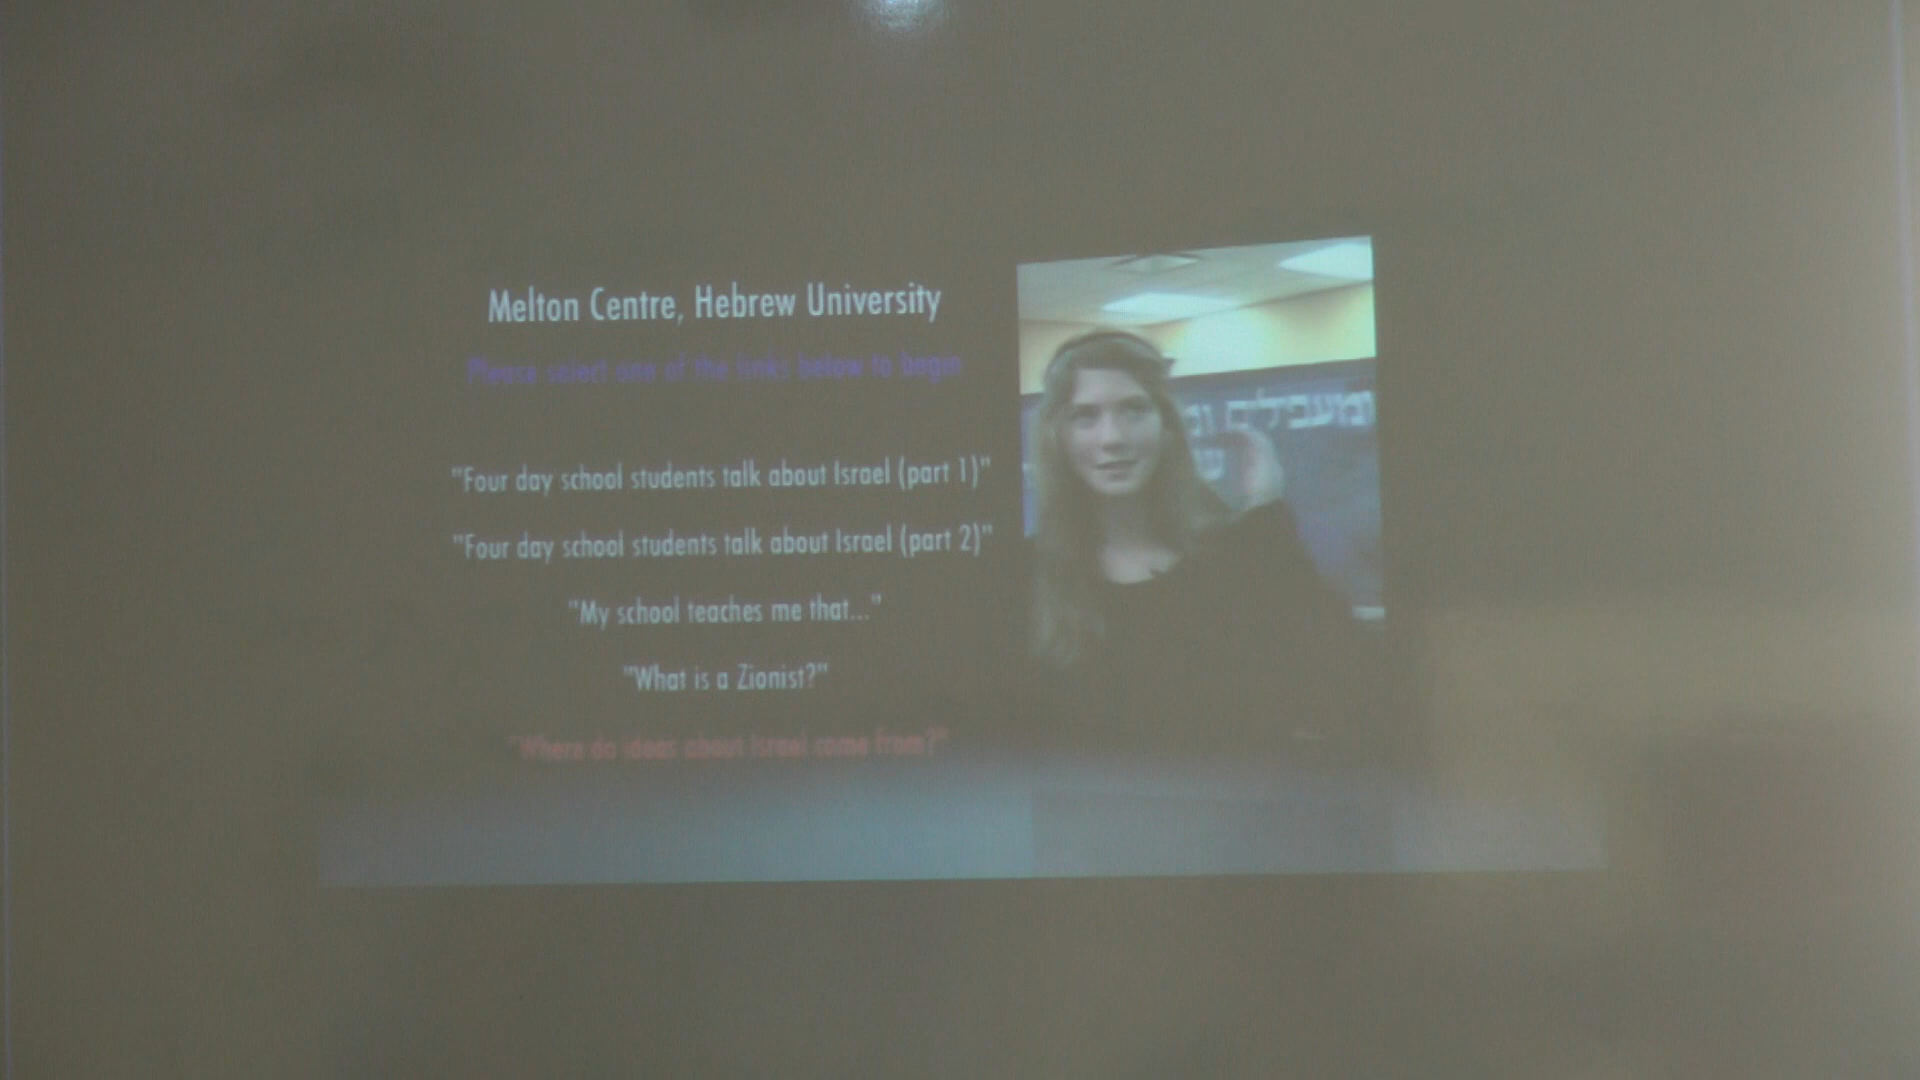 Melton Centre, Hebrew University
Please select one of the links below to begin
"Four day school students talk about Israel (part 1)"
"Four day school students talk about Israel (part 2)"
"My school teaches me that..."
"What is a Zionist?"
"Where do ideas about Israel come from?"